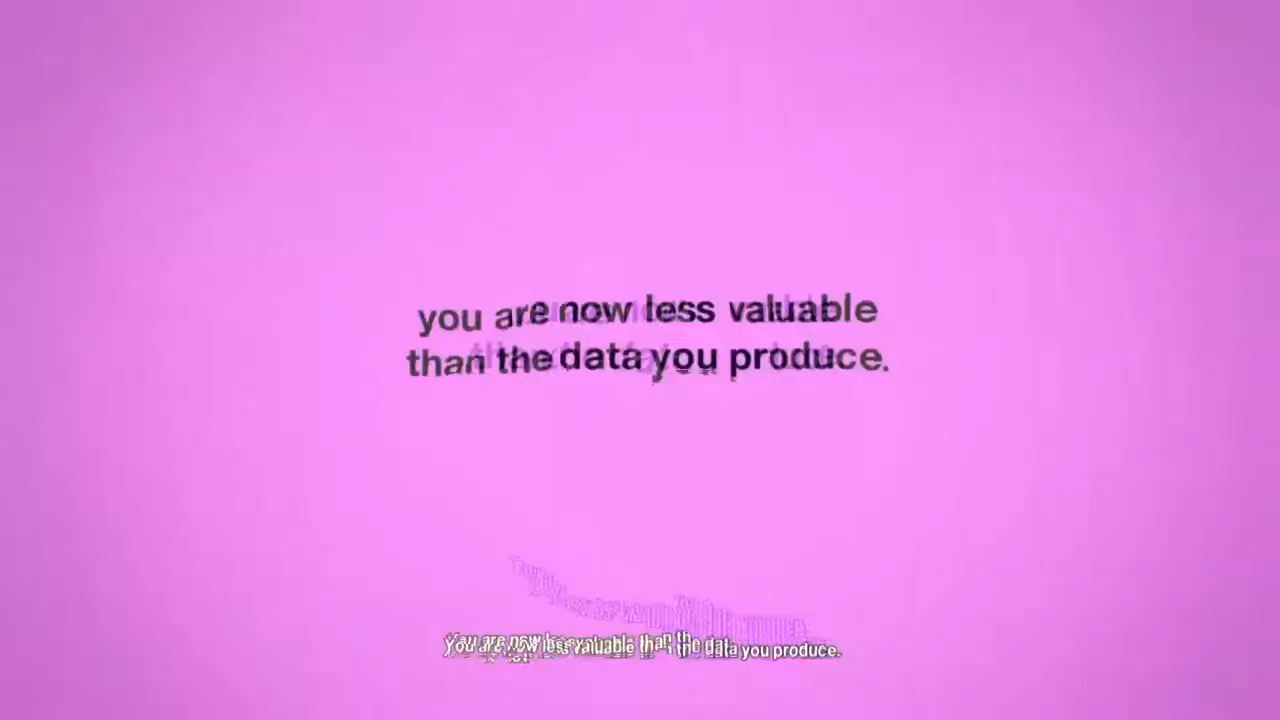 you are now less valuable
than the data you produce.
You are now less valuable than the data you produce.